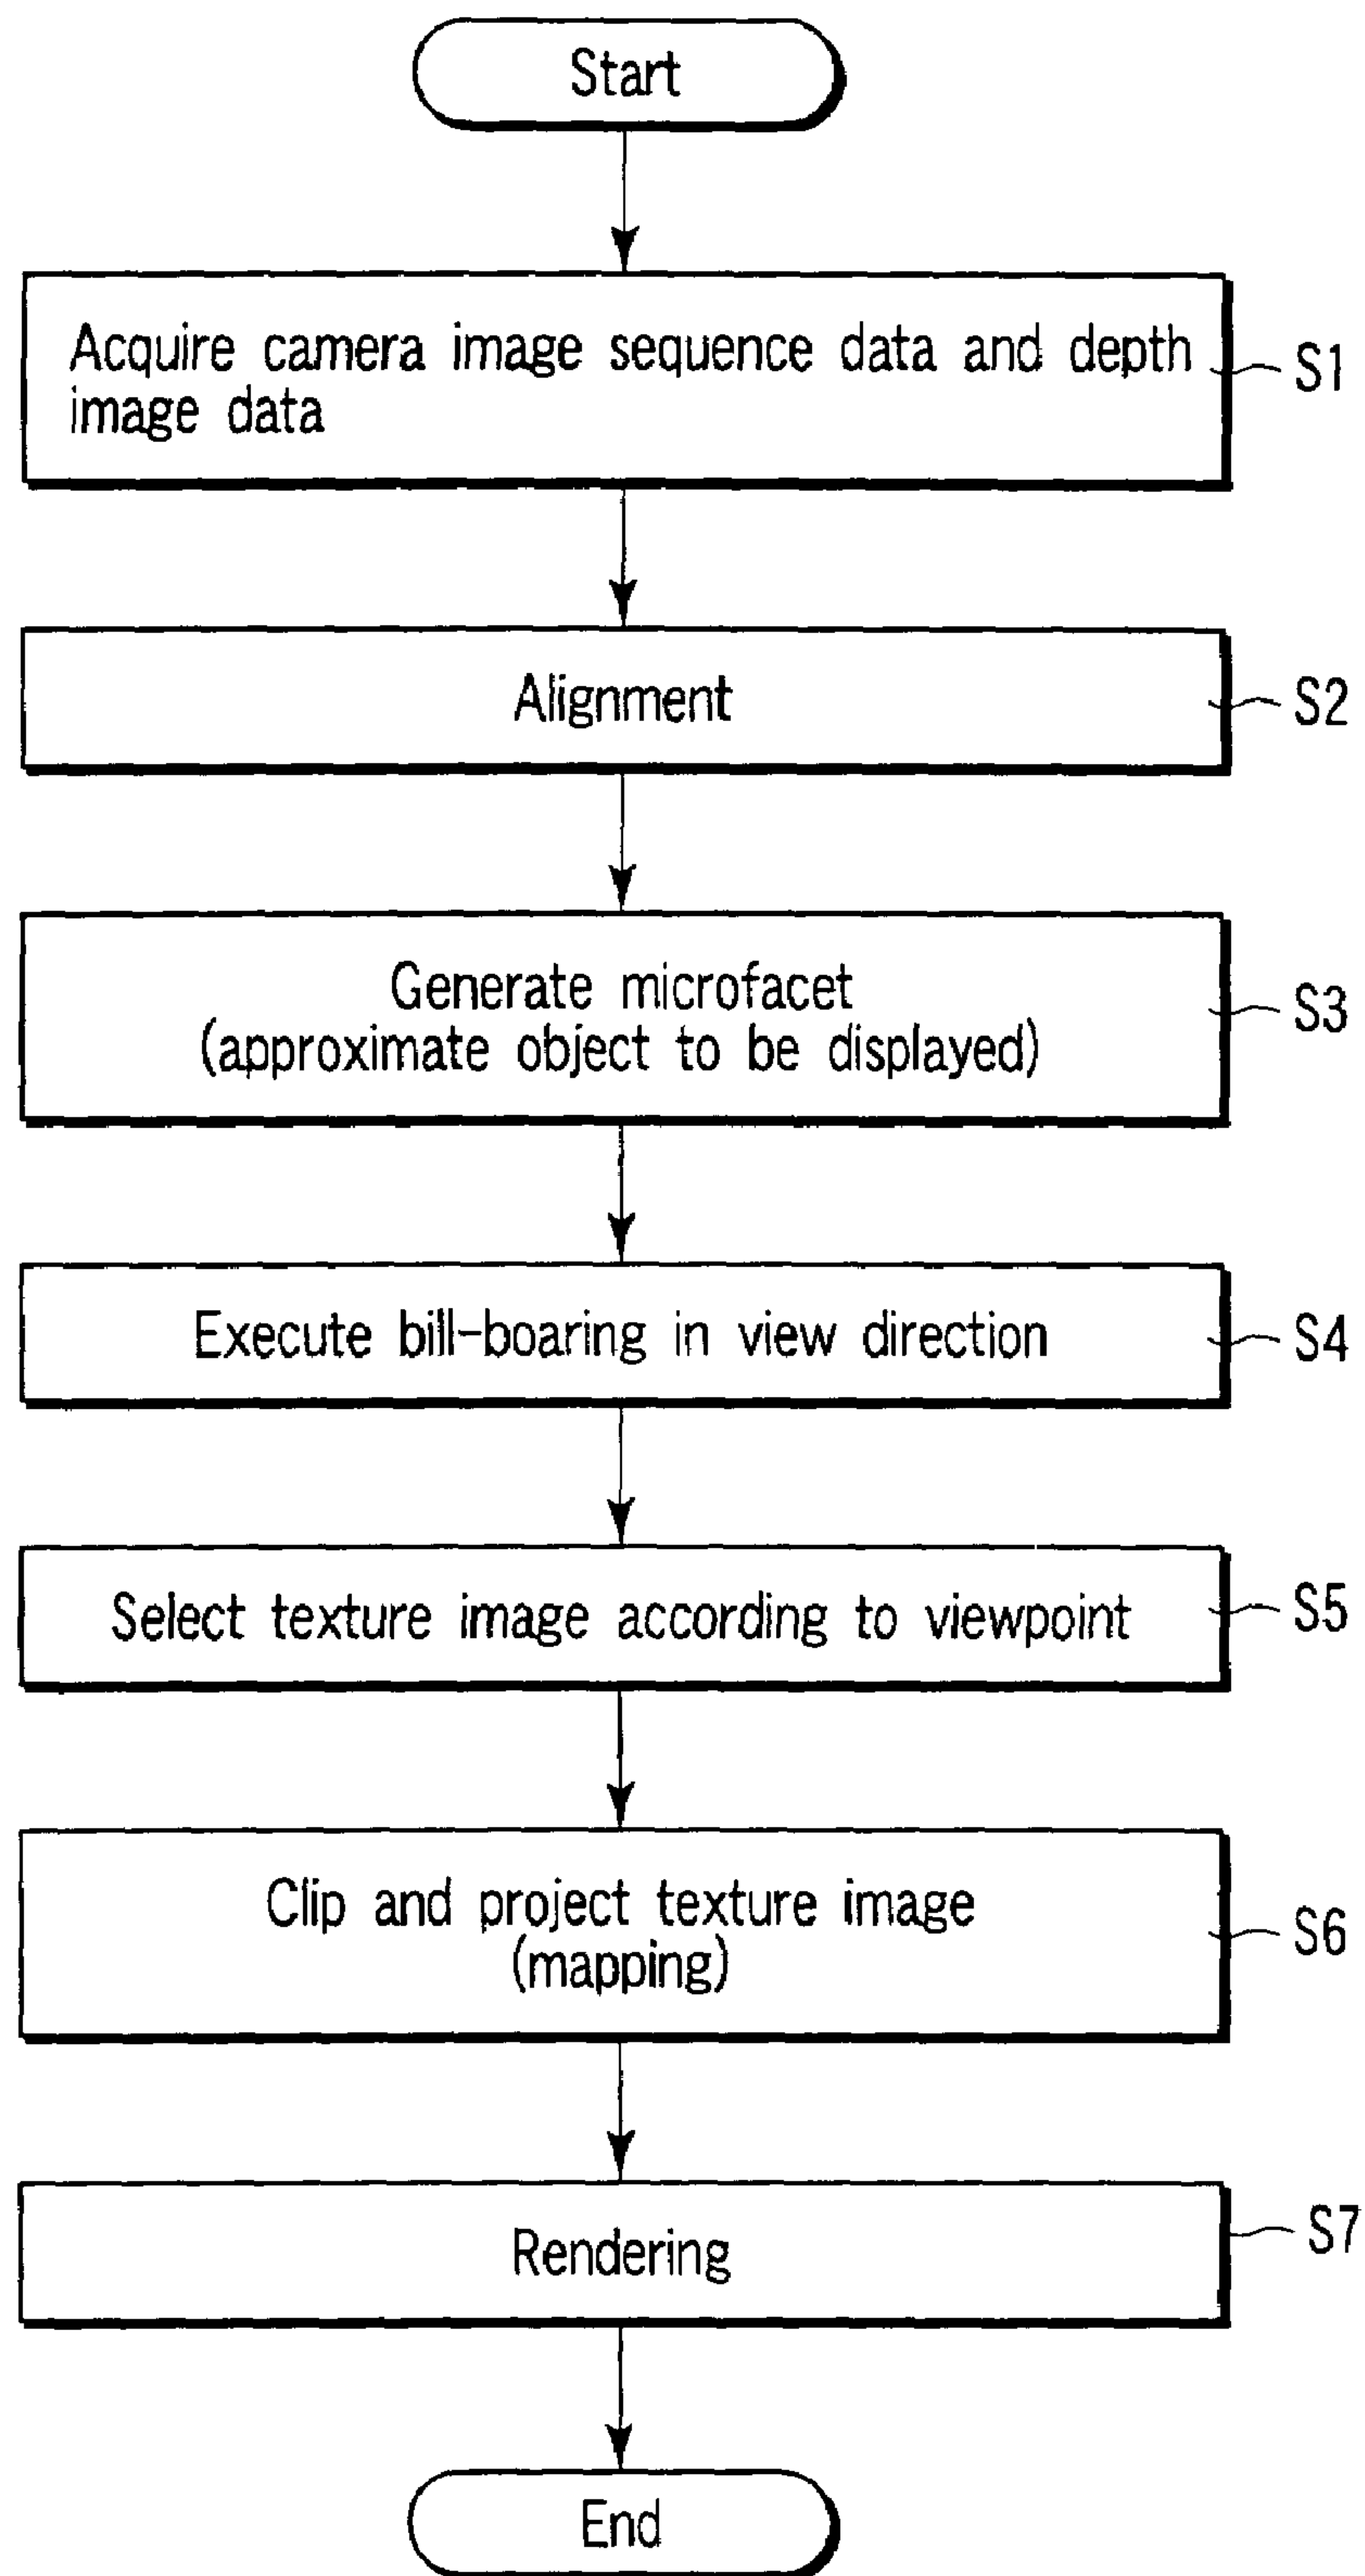 Start
Acquire camera image sequence data and depth
image data
S1
Alignment
S2
Generate microfacet
(approximate object to be displayed)
S3
Execute bill-boaring in view direction
S4
Select texture image according to viewpoint
S5
Clip and project texture image
(mapping)
S6
Rendering
S7
End